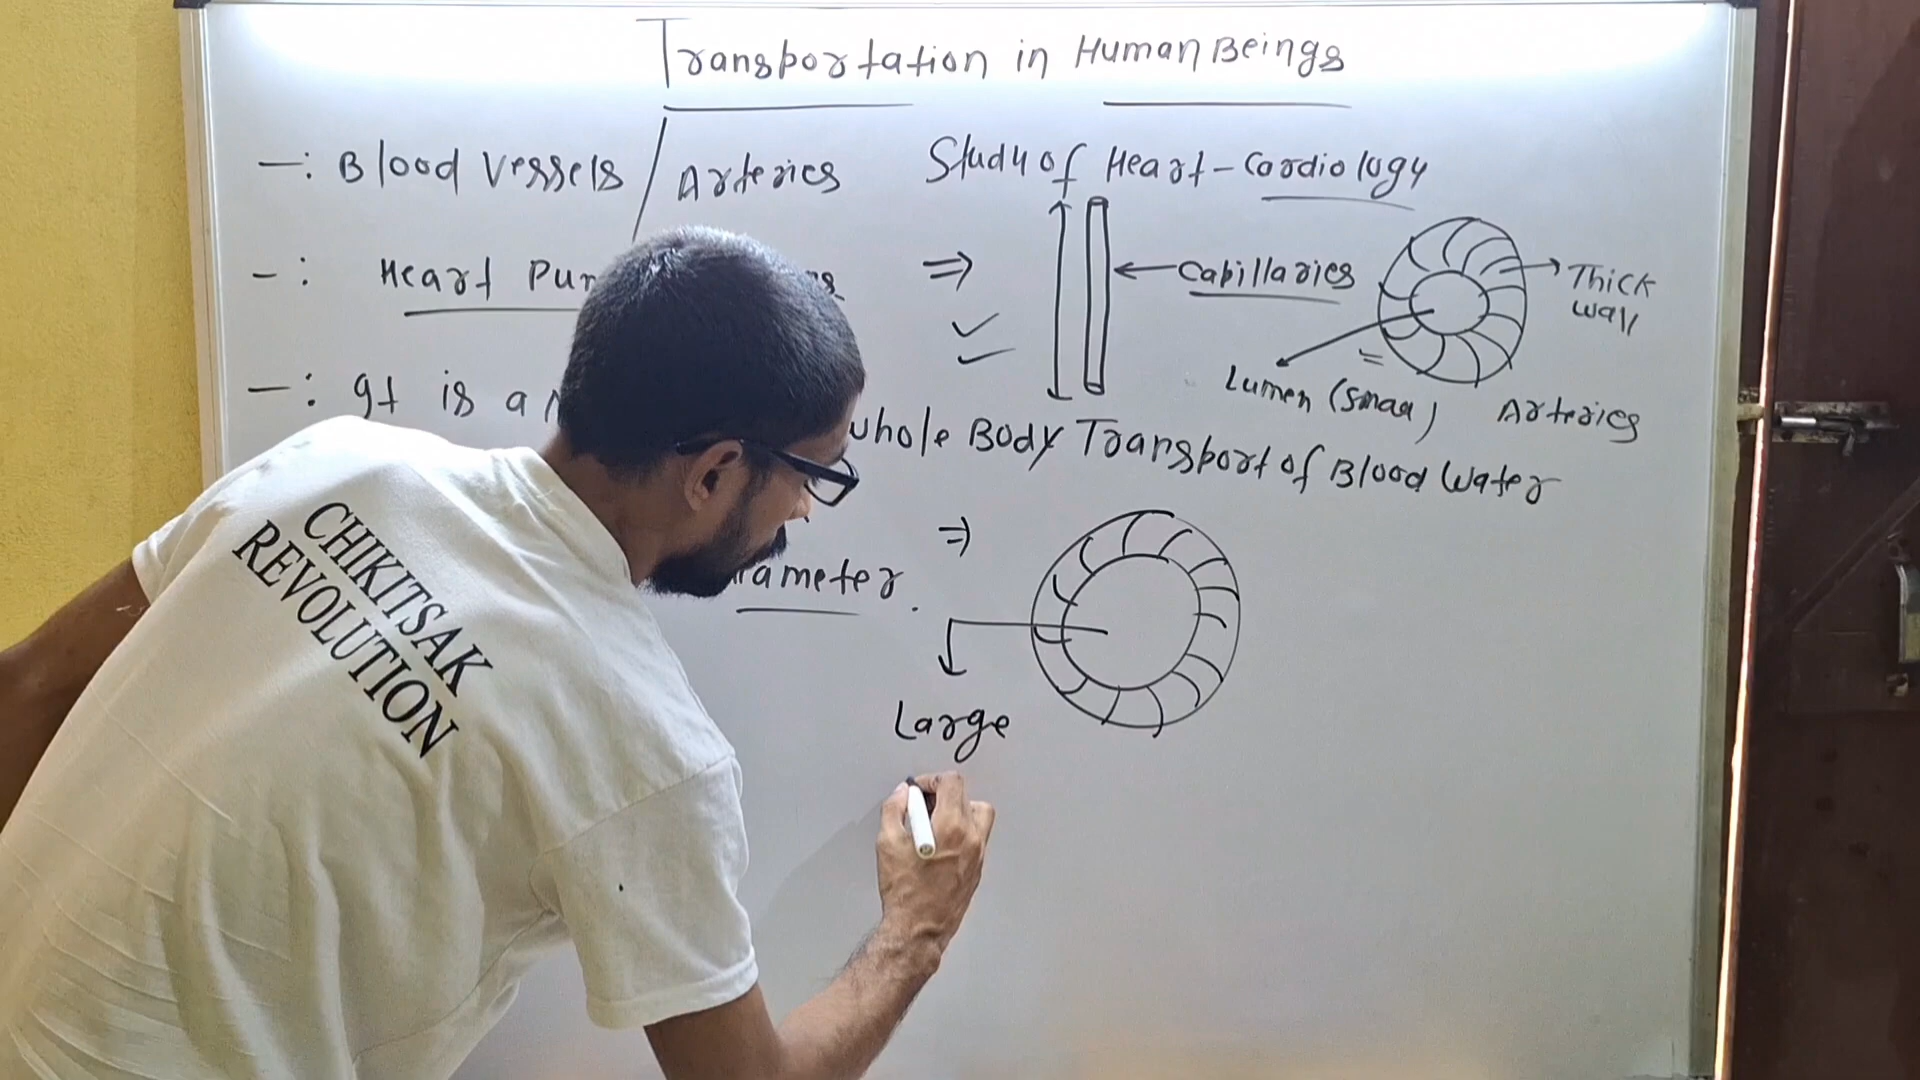 Transportation in Human Beings
—: Blood Vessels / Arteries
Study of Heart - Cardiology
-: Heart Pum
⇒
Capillaries
Thick
wall
Lumen (Small)
Arteries
—: It is a
whole Body Transport of Blood Water
Diameter.
⇒
Large
CHIKITSAK
REVOLUTION